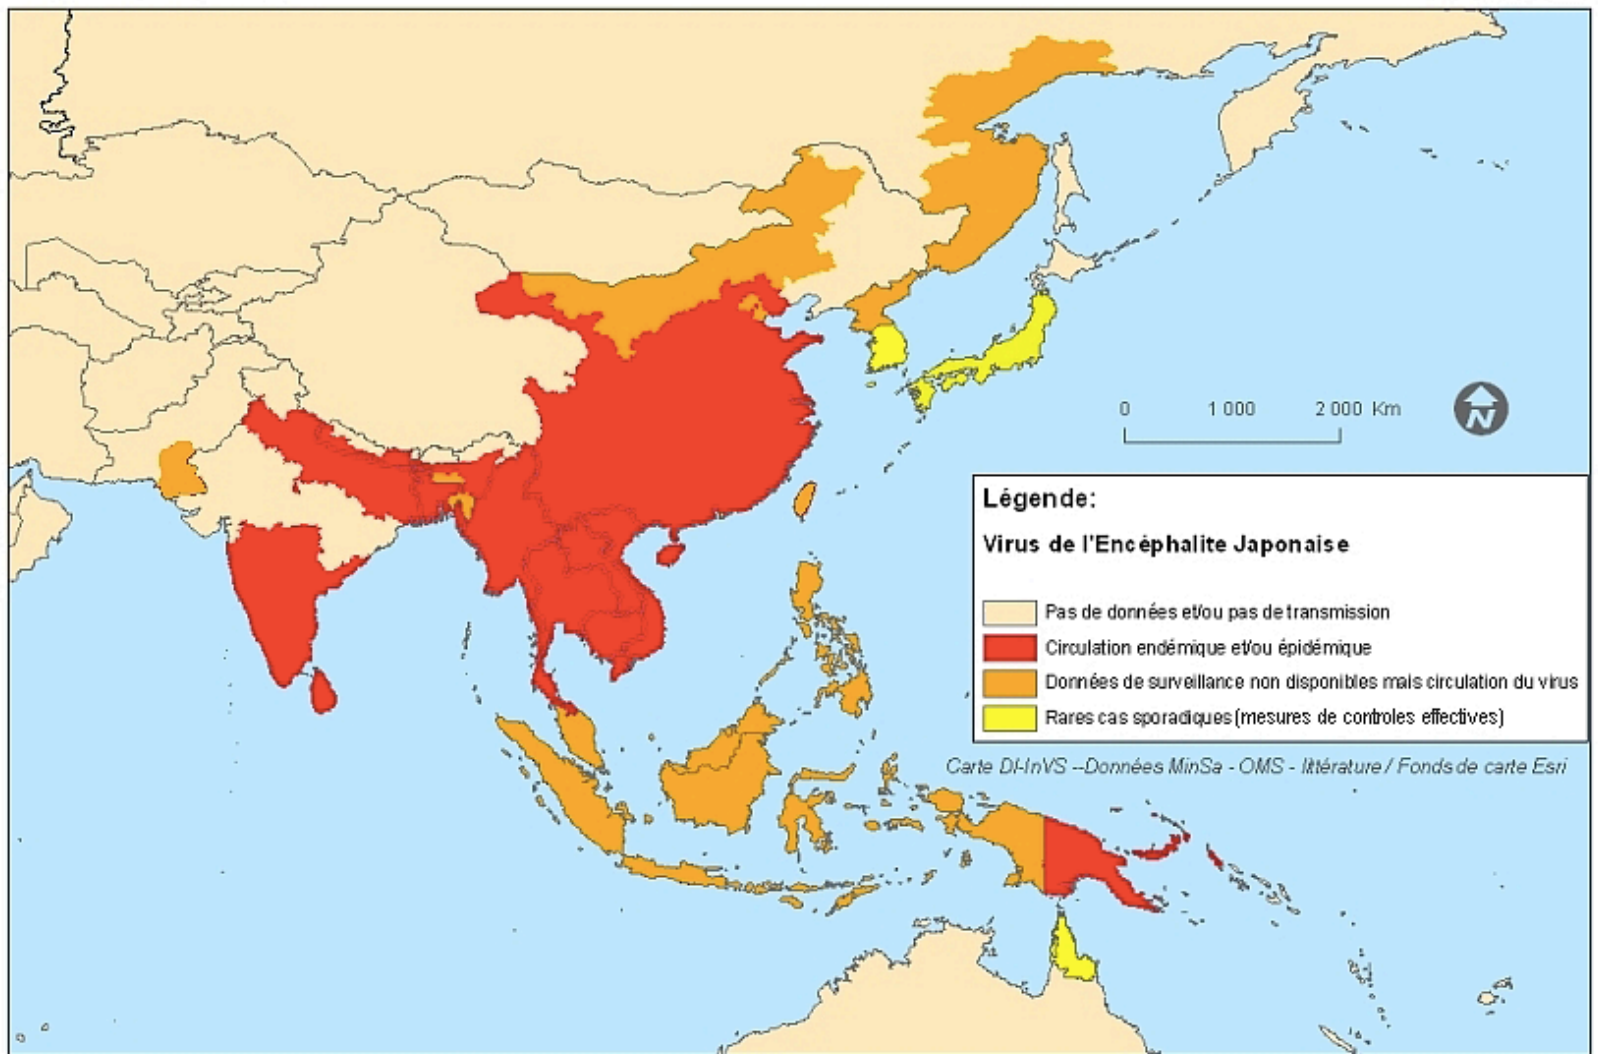 0 1 000 2 000 Km
N
Légende:
Virus de l'Encéphalite Japonaise
Pas de données et/ou pas de transmission
Circulation endémique et/ou épidémique
Données de surveillance non disponibles mais circulation du virus
Rares cas sporadiques (mesures de controles effectives)
Carte DI-InVS --Données MinSa - OMS - littérature / Fonds de carte Esri